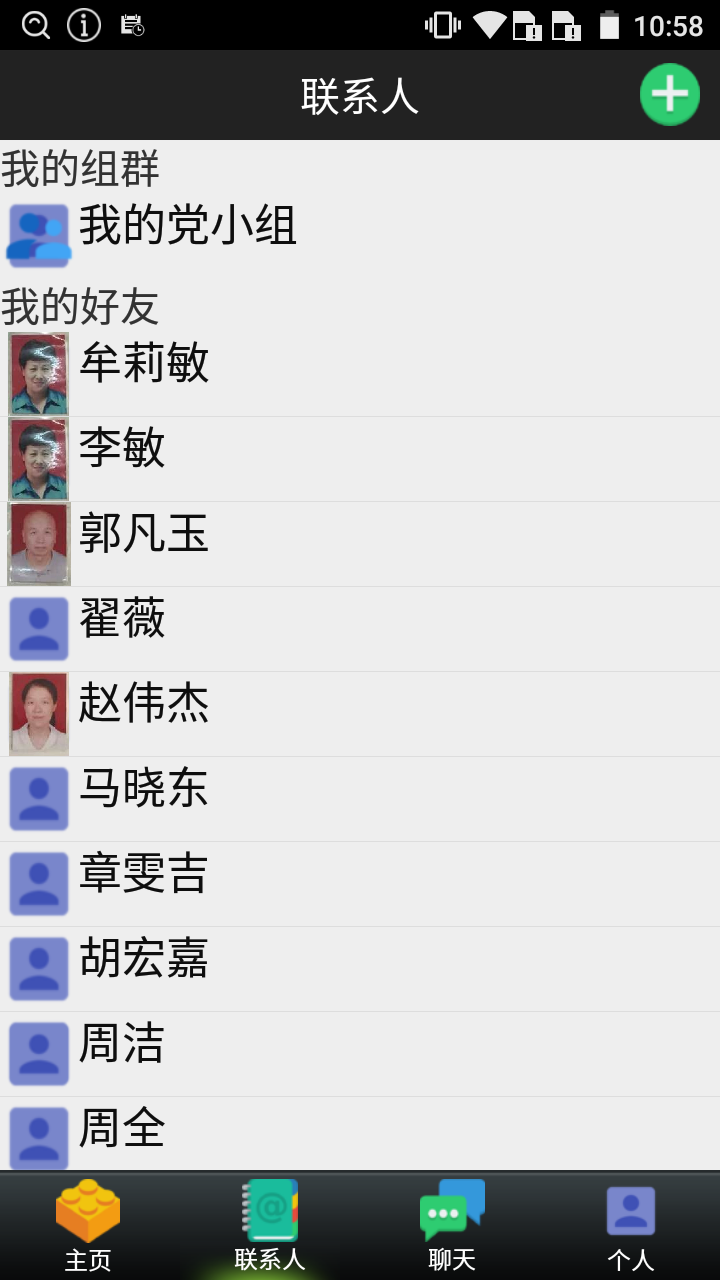 10:58
联系人
我的组群
我的党小组
我的好友
牟莉敏
李敏
郭凡玉
翟薇
赵伟杰
马晓东
章雯吉
胡宏嘉
周洁
周全
主页
联系人
聊天
个人